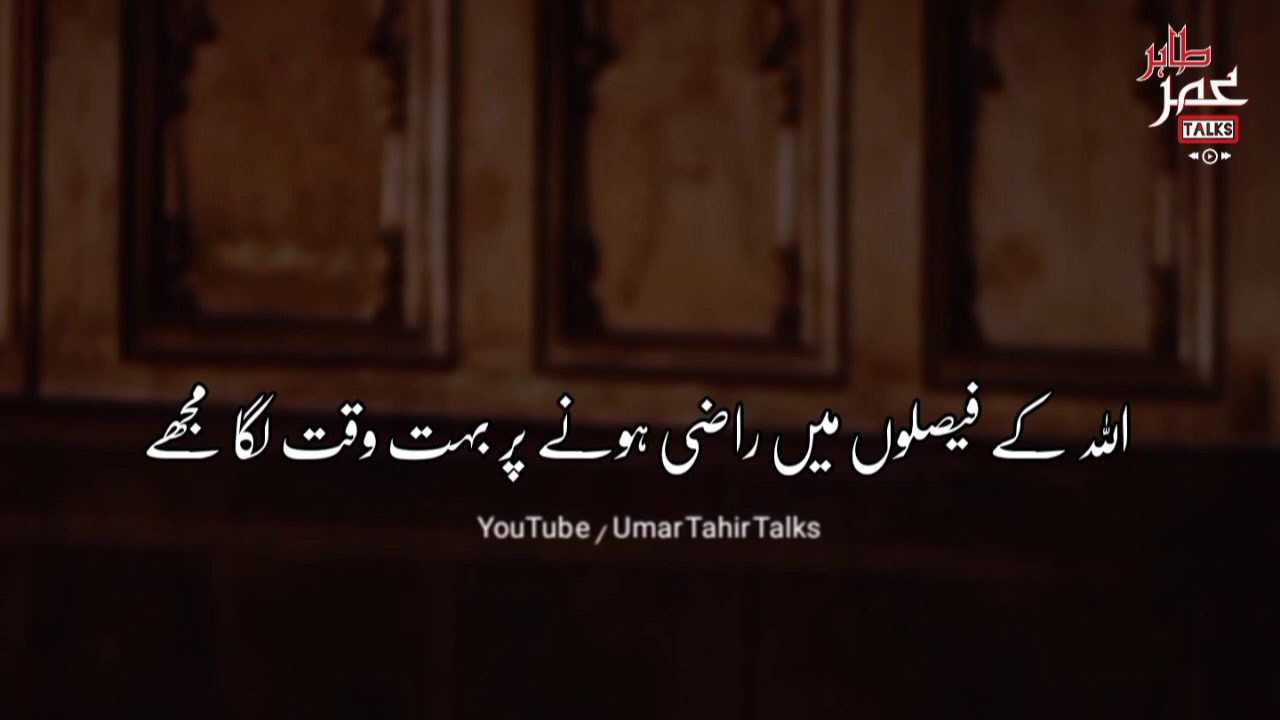 طاہر
عمر
TALKS
اللہ کے فیصلوں میں راضی ہونے پر بہت وقت لگا مجھے
YouTube / UmarTahirTalks